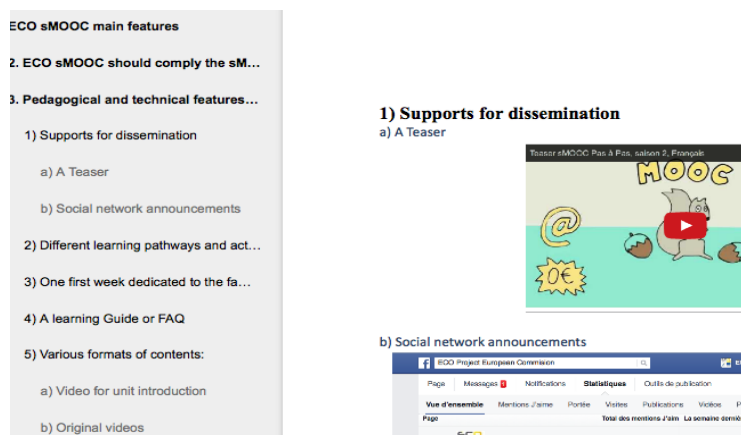 ECO sMOOC main features
2. ECO sMOOC should comply the sM...
3. Pedagogical and technical features...
1) Supports for dissemination
a) A Teaser
b) Social network announcements
2) Different learning pathways and act...
3) One first week dedicated to the fa...
4) A learning Guide or FAQ
5) Various formats of contents:
a) Video for unit introduction
b) Original videos
1) Supports for dissemination
a) A Teaser
Teaser sMOOC Pas à Pas, saison 2, Français
MOOC
@
0€
b) Social network announcements
f ECO Project European Commision
Page Messages 1 Notifications Statistiques Outils de publication
Vue d'ensemble Mentions J'aime Portée Visites Publications Vidéos P
Page Total des mentions J'aim La semaine derniè